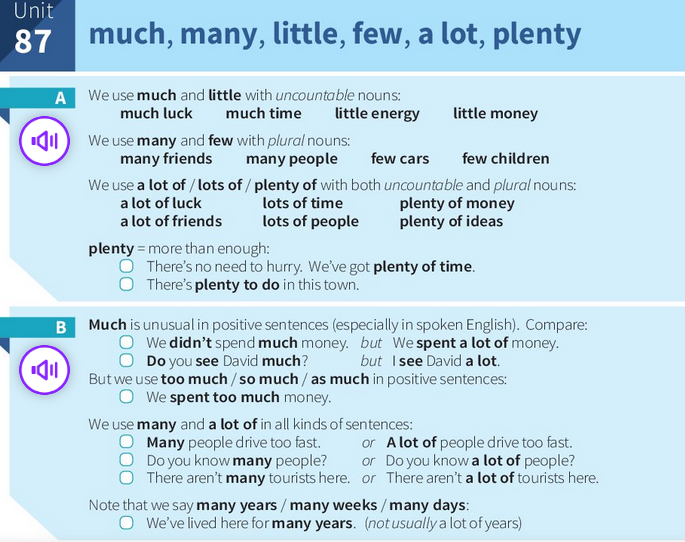 Unit
87
much, many, little, few, a lot, plenty
A
We use much and little with uncountable nouns:
much luck much time little energy little money
We use many and few with plural nouns:
many friends many people few cars few children
We use a lot of / lots of / plenty of with both uncountable and plural nouns:
a lot of luck lots of time plenty of money
a lot of friends lots of people plenty of ideas
plenty = more than enough:
There's no need to hurry. We've got plenty of time.
There's plenty to do in this town.
B
Much is unusual in positive sentences (especially in spoken English). Compare:
We didn't spend much money. but We spent a lot of money.
Do you see David much? but I see David a lot.
But we use too much / so much / as much in positive sentences:
We spent too much money.
We use many and a lot of in all kinds of sentences:
Many people drive too fast. or A lot of people drive too fast.
Do you know many people? or Do you know a lot of people?
There aren't many tourists here. or There aren't a lot of tourists here.
Note that we say many years / many weeks / many days:
We've lived here for many years. (not usually a lot of years)